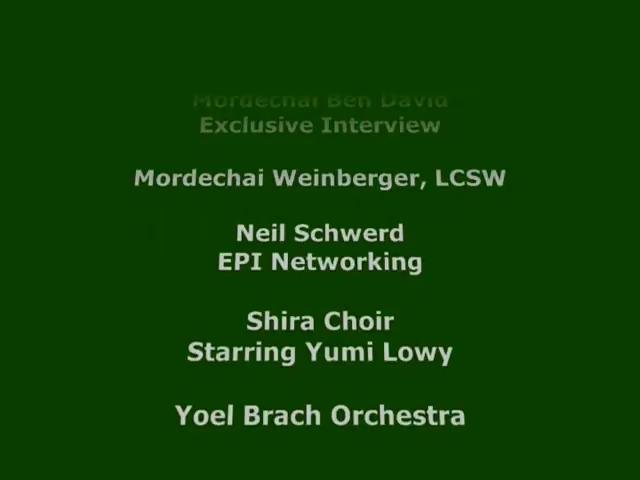 Mordechai Ben David
Exclusive Interview
Mordechai Weinberger, LCSW
Neil Schwerd
EPI Networking
Shira Choir
Starring Yumi Lowy
Yoel Brach Orchestra